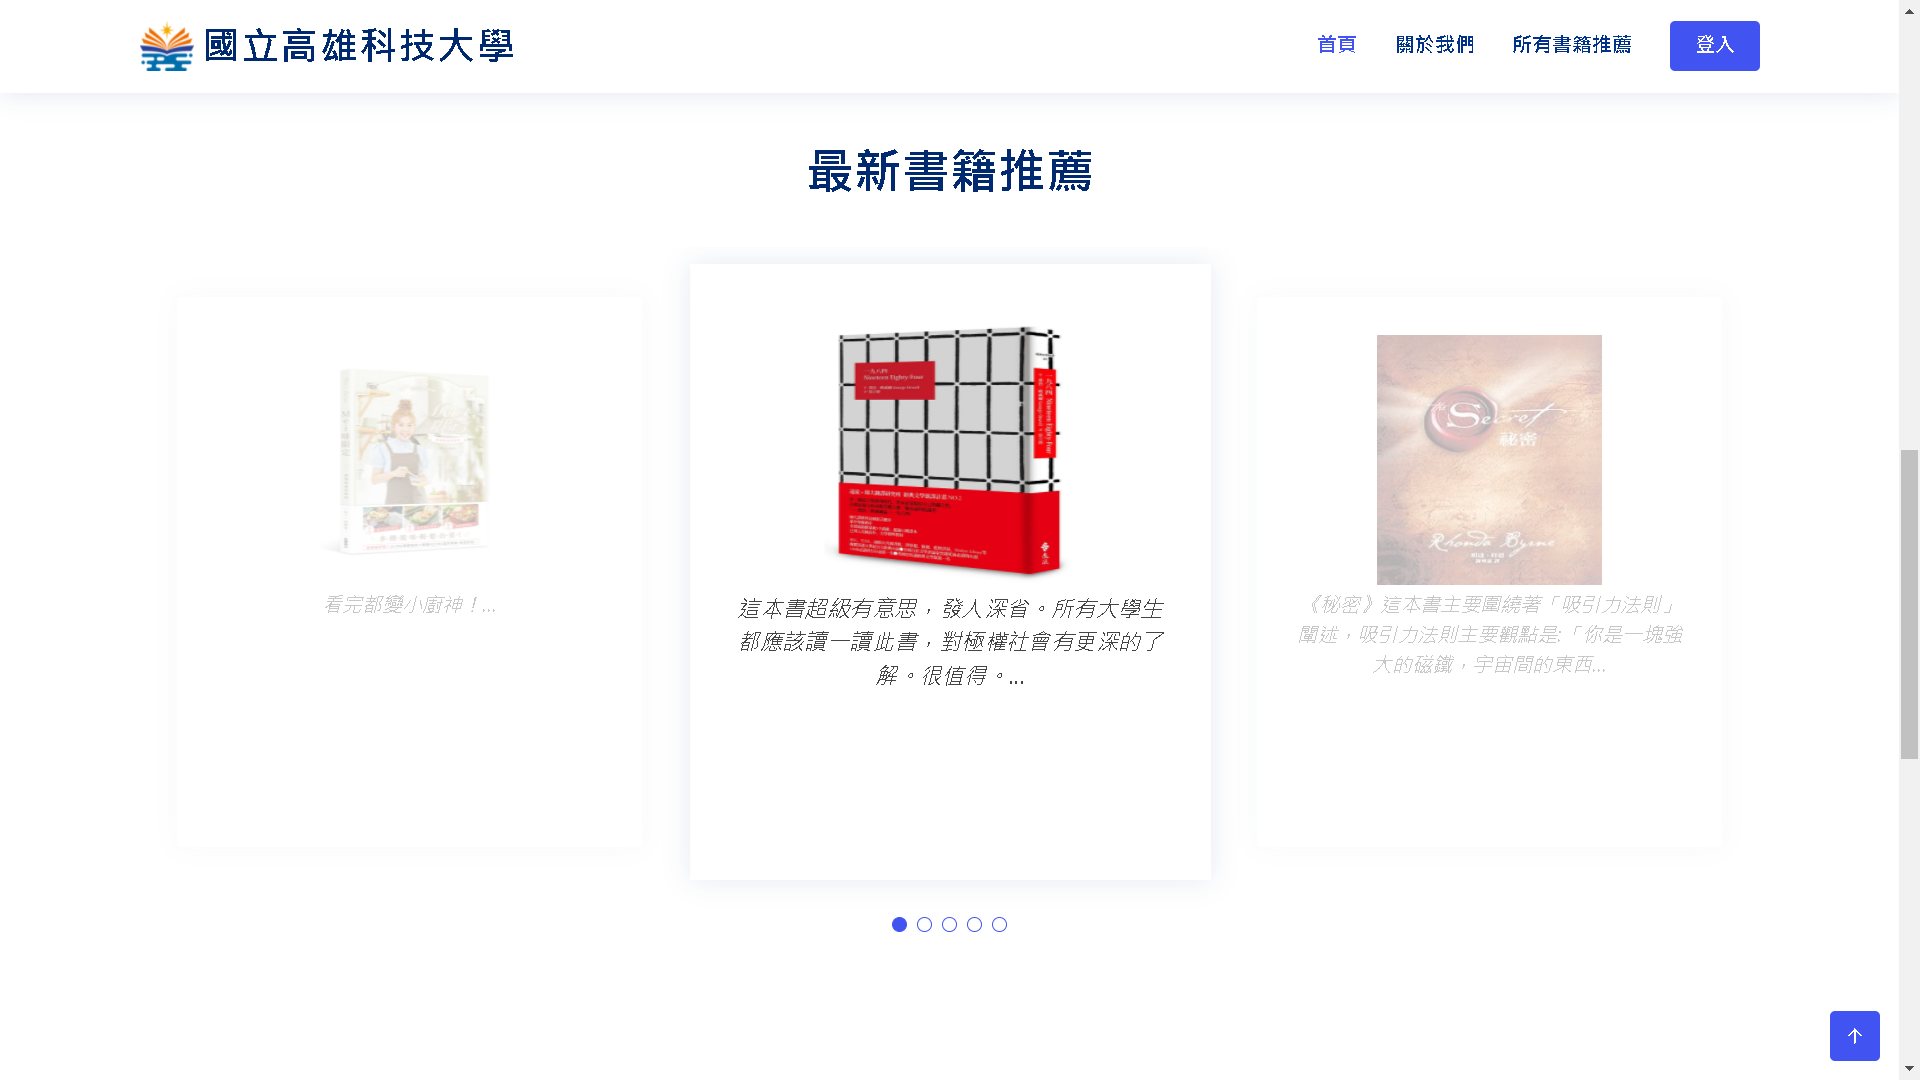 國立高雄科技大學
首頁
關於我們
所有書籍推薦
登入
最新書籍推薦
看完都變小廚神！...
一九八四
Nineteen Eighty-Four
這本書超級有意思，發人深省。所有大學生
都應該讀一讀此書，對極權社會有更深的了
解。很值得。...
The Secret
祕密
Rhonda Byrne
《秘密》這本書主要圍繞著「吸引力法則」
闡述，吸引力法則主要觀點是:「你是一塊強
大的磁鐵，宇宙間的東西...